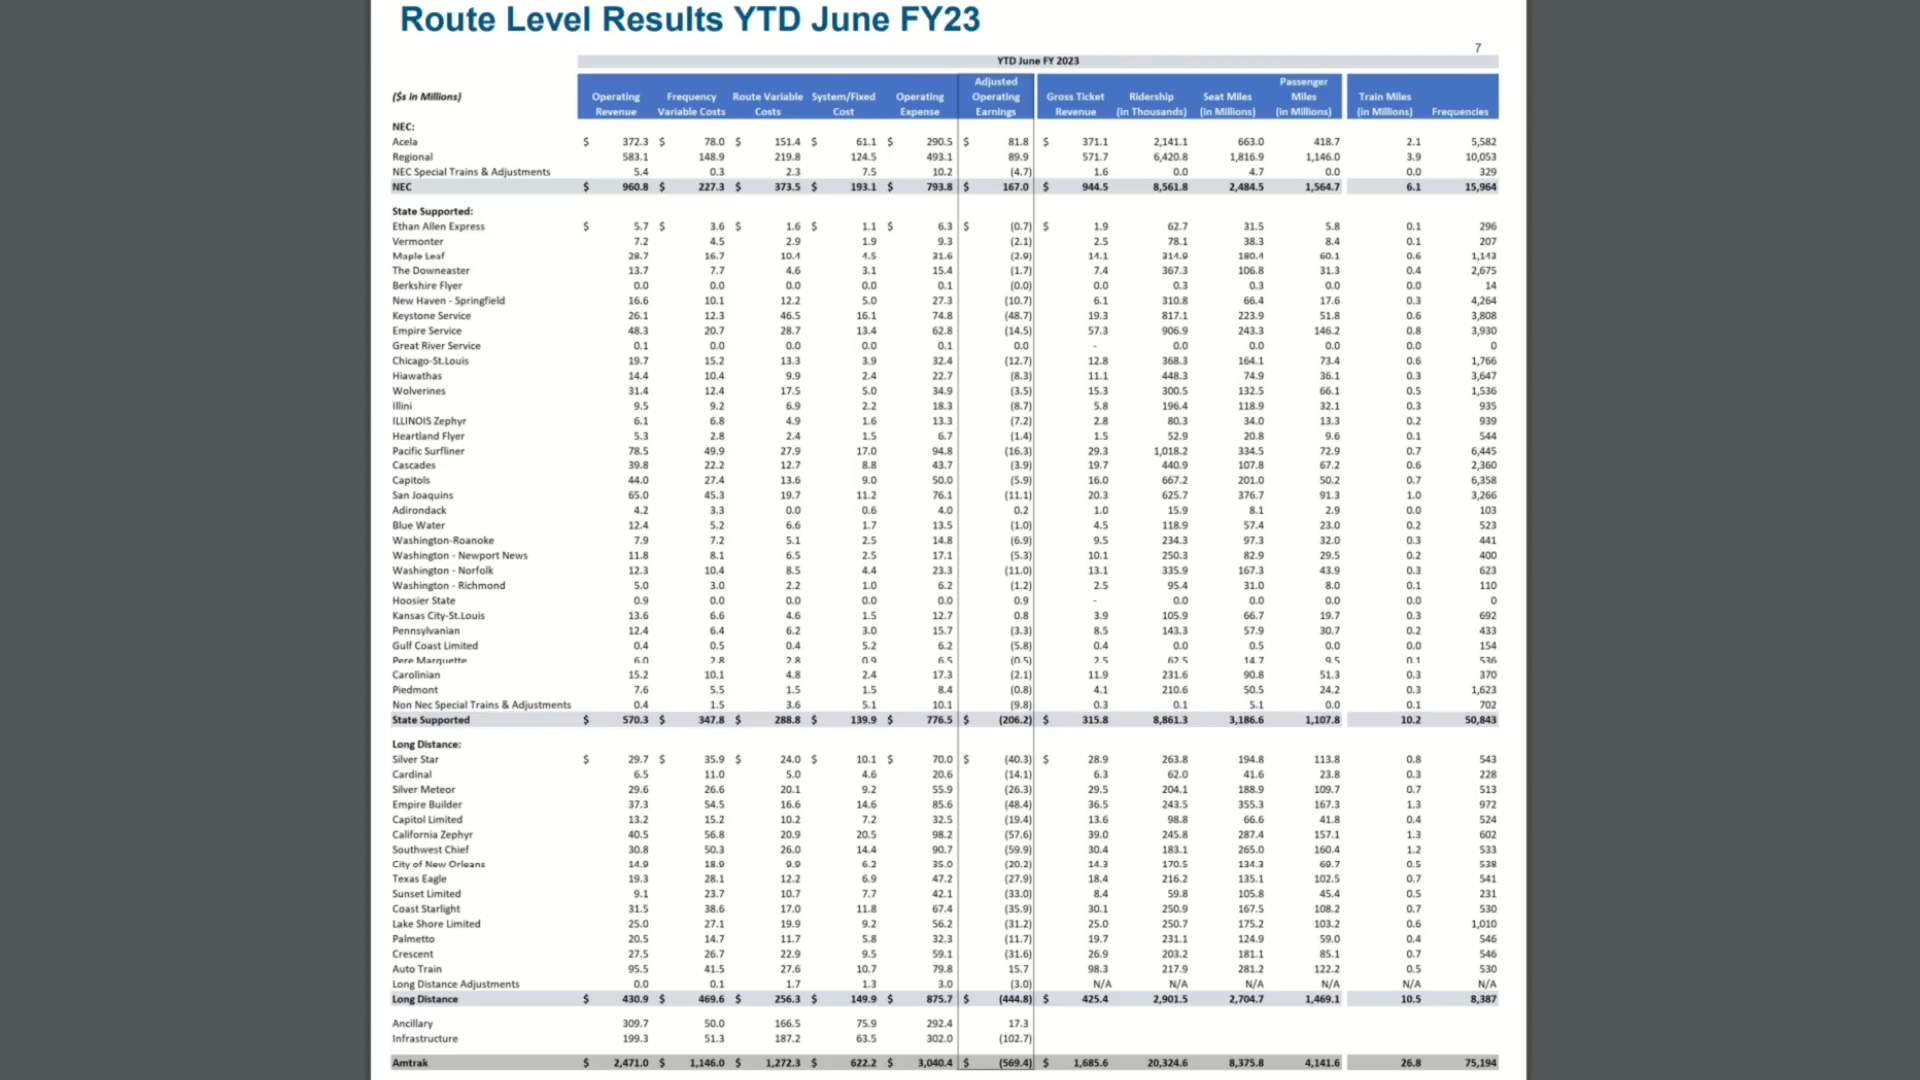 Route Level Results YTD June FY23
7
YTD June FY 2023
($s in Millions) Operating Revenue Frequency Variable Costs Route Variable Costs System/Fixed Cost Operating Expense Adjusted Operating Earnings Gross Ticket Revenue Ridership (in Thousands) Seat Miles (in Millions) Passenger Miles (in Millions) Train Miles (in Millions) Frequencies
NEC:
Acela $ 372.3 $ 78.0 $ 151.4 $ 61.1 $ 290.5 $ 81.8 $ 371.1 2,141.1 663.0 418.7 2.1 5,582
Regional 583.1 148.9 219.8 124.5 493.1 89.9 571.7 6,420.8 1,816.9 1,146.0 3.9 10,053
NEC Special Trains & Adjustments 5.4 0.3 2.3 7.5 10.2 (4.7) 1.6 0.0 4.7 0.0 0.0 329
NEC $ 960.8 $ 227.3 $ 373.5 $ 193.1 $ 793.8 $ 167.0 $ 944.5 8,561.8 2,484.5 1,564.7 6.1 15,964
State Supported:
Ethan Allen Express $ 5.7 $ 3.6 $ 1.6 $ 1.1 $ 6.3 $ (0.7) $ 1.9 62.7 31.5 5.8 0.1 296
Vermonter 7.2 4.5 2.9 1.9 9.3 (2.1) 2.5 78.1 38.3 8.4 0.1 207
Maple Leaf 28.7 16.7 10.4 4.5 31.6 (2.9) 14.1 314.9 180.4 60.1 0.6 1,143
The Downeaster 13.7 7.7 4.6 3.1 15.4 (1.7) 7.4 367.3 106.8 31.3 0.4 2,675
Berkshire Flyer 0.0 0.0 0.0 0.0 0.1 (0.0) 0.0 0.3 0.3 0.0 0.0 14
New Haven - Springfield 16.6 10.1 12.2 5.0 27.3 (10.7) 6.1 310.8 66.4 17.6 0.3 4,264
Keystone Service 26.1 12.3 46.5 16.1 74.8 (48.7) 19.3 817.1 223.9 51.8 0.6 3,808
Empire Service 48.3 20.7 28.7 13.4 62.8 (14.5) 57.3 906.9 243.3 146.2 0.8 3,930
Great River Service 0.1 0.0 0.0 0.0 0.1 0.0 - 0.0 0.0 0.0 0.0 0
Chicago-St.Louis 19.7 15.2 13.3 3.9 32.4 (12.7) 12.8 368.3 164.1 73.4 0.6 1,766
Hiawathas 14.4 10.4 9.9 2.4 22.7 (8.3) 11.1 448.3 74.9 36.1 0.3 3,647
Wolverines 31.4 12.4 17.5 5.0 34.9 (3.5) 15.3 300.5 132.5 66.1 0.5 1,536
Illini 9.5 9.2 6.9 2.2 18.3 (8.7) 5.8 196.4 118.9 32.1 0.3 935
ILLINOIS Zephyr 6.1 6.8 4.9 1.6 13.3 (7.2) 2.8 80.3 34.0 13.3 0.2 939
Heartland Flyer 5.3 2.8 2.4 1.5 6.7 (1.4) 1.5 52.9 20.8 9.6 0.1 544
Pacific Surfliner 78.5 49.9 27.9 17.0 94.8 (16.3) 29.3 1,018.2 334.5 72.9 0.7 6,445
Cascades 39.8 22.2 12.7 8.8 43.7 (3.9) 19.7 440.9 107.8 67.2 0.6 2,360
Capitols 44.0 27.4 13.6 9.0 50.0 (5.9) 16.0 667.2 201.0 50.2 0.7 6,358
San Joaquins 65.0 45.3 19.7 11.2 76.1 (11.1) 20.3 625.7 376.7 91.3 1.0 3,266
Adirondack 4.2 3.3 0.0 0.6 4.0 0.2 1.0 15.9 8.1 2.9 0.0 103
Blue Water 12.4 5.2 6.6 1.7 13.5 (1.0) 4.5 118.9 57.4 23.0 0.2 523
Washington-Roanoke 7.9 7.2 5.1 2.5 14.8 (6.9) 9.5 234.3 97.3 32.0 0.3 441
Washington - Newport News 11.8 8.1 6.5 2.5 17.1 (5.3) 10.1 250.3 82.9 29.5 0.2 400
Washington - Norfolk 12.3 10.4 8.5 4.4 23.3 (11.0) 13.1 335.9 167.3 43.9 0.3 623
Washington - Richmond 5.0 3.0 2.2 1.0 6.2 (1.2) 2.5 95.4 31.0 8.0 0.1 110
Hoosier State 0.9 0.0 0.0 0.0 0.0 0.9 - 0.0 0.0 0.0 0.0 0
Kansas City-St.Louis 13.6 6.6 4.6 1.5 12.7 0.8 3.9 105.9 66.7 19.7 0.3 692
Pennsylvanian 12.4 6.4 6.2 3.0 15.7 (3.3) 8.5 143.3 57.9 30.7 0.2 433
Gulf Coast Limited 0.4 0.5 0.4 5.2 6.2 (5.8) 0.4 0.0 0.5 0.0 0.0 154
Pere Marquette 6.0 2.8 2.8 0.9 6.5 (0.5) 2.5 62.5 14.7 9.5 0.1 536
Carolinian 15.2 10.1 4.8 2.4 17.3 (2.1) 11.9 231.6 90.8 51.3 0.3 370
Piedmont 7.6 5.5 1.5 1.5 8.4 (0.8) 4.1 210.6 50.5 24.2 0.3 1,623
Non Nec Special Trains & Adjustments 0.4 1.5 3.6 5.1 10.1 (9.8) 0.3 0.1 5.1 0.0 0.1 702
State Supported $ 570.3 $ 347.8 $ 288.8 $ 139.9 $ 776.5 $ (206.2) $ 315.8 8,861.3 3,186.6 1,107.8 10.2 50,843
Long Distance:
Silver Star $ 29.7 $ 35.9 $ 24.0 $ 10.1 $ 70.0 $ (40.3) $ 28.9 263.8 194.8 113.8 0.8 543
Cardinal 6.5 11.0 5.0 4.6 20.6 (14.1) 6.3 62.0 41.6 23.8 0.3 228
Silver Meteor 29.6 26.6 20.1 9.2 55.9 (26.3) 29.5 204.1 188.9 109.7 0.7 513
Empire Builder 37.3 54.5 16.6 14.6 85.6 (48.4) 36.5 243.5 355.3 167.3 1.3 972
Capitol Limited 13.2 15.2 10.2 7.2 32.5 (19.4) 13.6 98.8 66.6 41.8 0.4 524
California Zephyr 40.5 56.8 20.9 20.5 98.2 (57.6) 39.0 245.8 287.4 157.1 1.3 602
Southwest Chief 30.8 50.3 26.0 14.4 90.7 (59.9) 30.4 183.1 265.0 160.4 1.2 533
City of New Orleans 14.9 18.9 9.9 6.2 35.0 (20.2) 14.3 170.5 134.3 69.7 0.5 538
Texas Eagle 19.3 28.1 12.2 6.9 47.2 (27.9) 18.4 216.2 135.1 102.5 0.7 541
Sunset Limited 9.1 23.7 10.7 7.7 42.1 (33.0) 8.4 59.8 105.8 45.4 0.5 231
Coast Starlight 31.5 38.6 17.0 11.8 67.4 (35.9) 30.1 250.9 167.5 108.2 0.7 530
Lake Shore Limited 25.0 27.1 19.9 9.2 56.2 (31.2) 25.0 250.7 175.2 103.2 0.6 1,010
Palmetto 20.5 14.7 11.7 5.8 32.3 (11.7) 19.7 231.1 124.9 59.0 0.4 546
Crescent 27.5 26.7 22.9 9.5 59.1 (31.6) 26.9 203.2 181.1 85.1 0.7 546
Auto Train 95.5 41.5 27.6 10.7 79.8 15.7 98.3 217.9 281.2 122.2 0.5 530
Long Distance Adjustments 0.0 0.1 1.7 1.3 3.0 (3.0) N/A N/A N/A N/A N/A N/A
Long Distance $ 430.9 $ 469.6 $ 256.3 $ 149.9 $ 875.7 $ (444.8) $ 425.4 2,901.5 2,704.7 1,469.1 10.5 8,387
Ancillary 309.7 50.0 166.5 75.9 292.4 17.3
Infrastructure 199.3 51.3 187.2 63.5 302.0 (102.7)
Amtrak $ 2,471.0 $ 1,146.0 $ 1,272.3 $ 622.2 $ 3,040.4 $ (569.4) $ 1,685.6 20,324.6 8,375.8 4,141.6 26.8 75,194